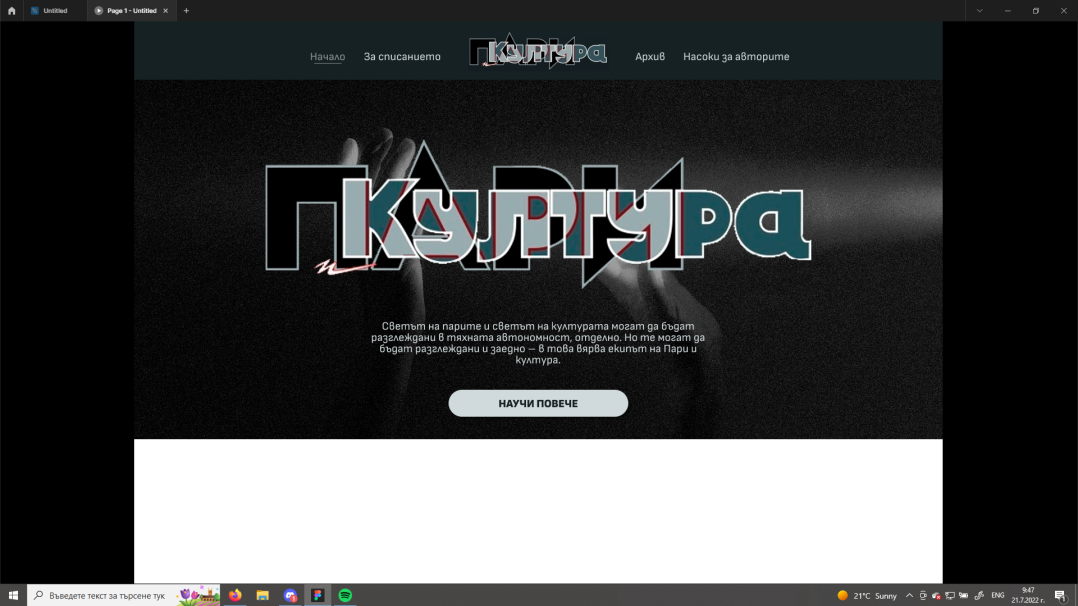 Untitled
Page 1 - Untitled
Начало
За списанието
ПАРИ
Култура
Архив
Насоки за авторите
ПАРИ
Култура
Светът на парите и светът на културата могат да бъдат
разглеждани в тяхната автономност, отделно. Но те могат да
бъдат разглеждани и заедно – в това вярва екипът на Пари и
култура.
НАУЧИ ПОВЕЧЕ
Въведете текст за търсене тук
21°C Sunny
ENG
9:47
21.7.2022 г.